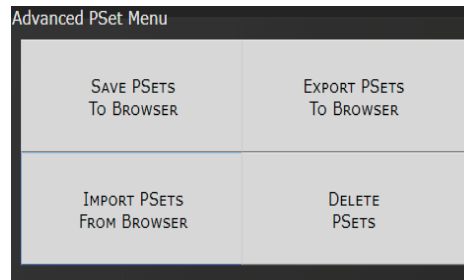 Advanced PSet Menu
Save PSets
To Browser
Export PSets
To Browser
Import PSets
From Browser
Delete
PSets